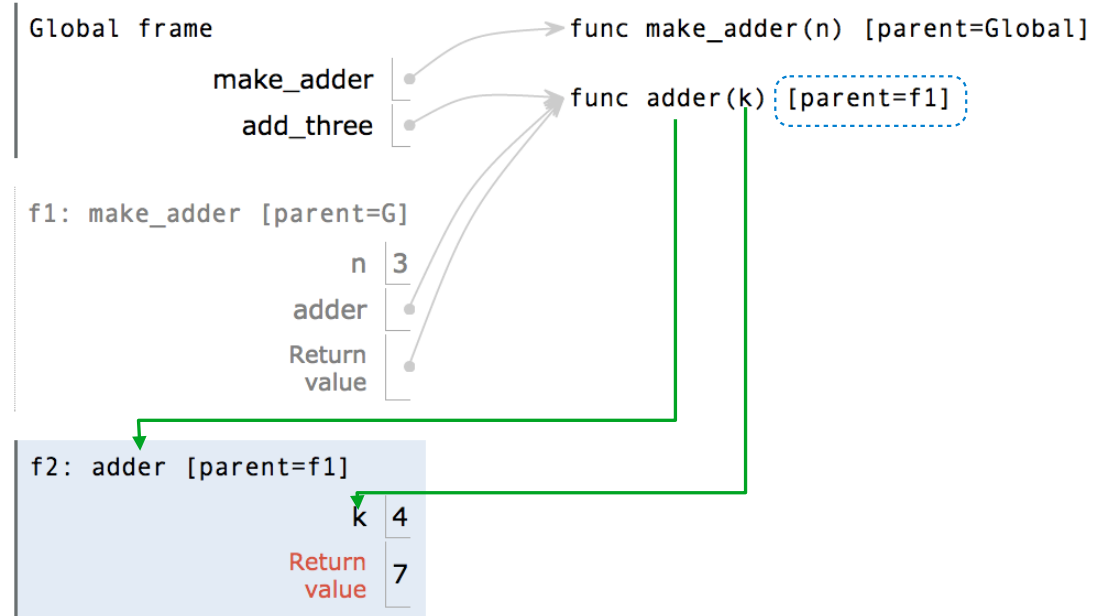 Global frame
func make_adder(n) [parent=Global]
make_adder
func adder(k) [parent=f1]
add_three
f1: make_adder [parent=G]
n 3
adder
Return
value
f2: adder [parent=f1]
k 4
Return
value 7